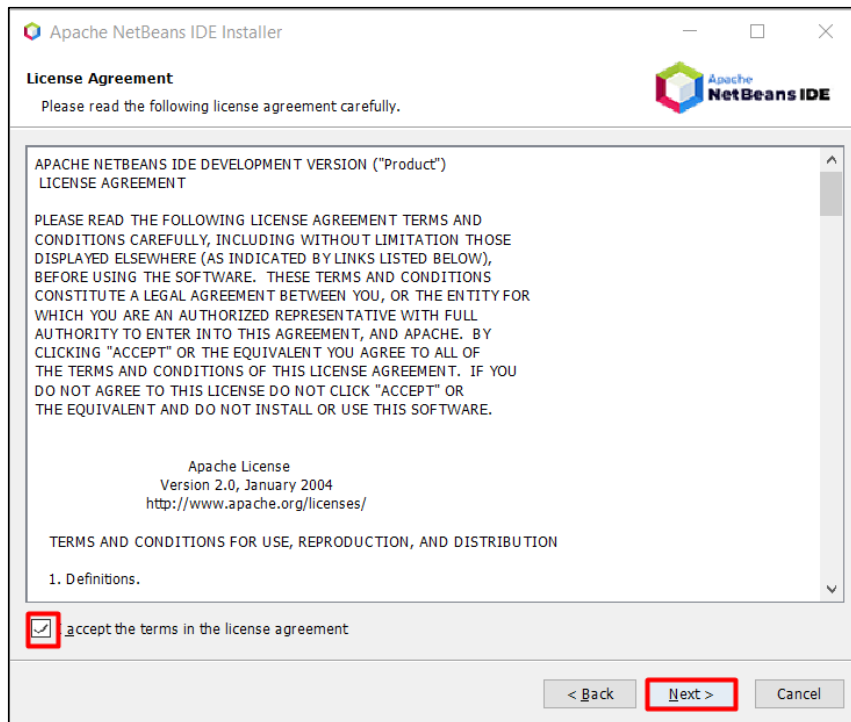 Apache NetBeans IDE Installer
License Agreement
Please read the following license agreement carefully.
Apache
NetBeans IDE
APACHE NETBEANS IDE DEVELOPMENT VERSION ("Product")
LICENSE AGREEMENT
PLEASE READ THE FOLLOWING LICENSE AGREEMENT TERMS AND
CONDITIONS CAREFULLY, INCLUDING WITHOUT LIMITATION THOSE
DISPLAYED ELSEWHERE (AS INDICATED BY LINKS LISTED BELOW),
BEFORE USING THE SOFTWARE. THESE TERMS AND CONDITIONS
CONSTITUTE A LEGAL AGREEMENT BETWEEN YOU, OR THE ENTITY FOR
WHICH YOU ARE AN AUTHORIZED REPRESENTATIVE WITH FULL
AUTHORITY TO ENTER INTO THIS AGREEMENT, AND APACHE. BY
CLICKING "ACCEPT" OR THE EQUIVALENT YOU AGREE TO ALL OF
THE TERMS AND CONDITIONS OF THIS LICENSE AGREEMENT. IF YOU
DO NOT AGREE TO THIS LICENSE DO NOT CLICK "ACCEPT" OR
THE EQUIVALENT AND DO NOT INSTALL OR USE THIS SOFTWARE.
Apache License
Version 2.0, January 2004
http://www.apache.org/licenses/
TERMS AND CONDITIONS FOR USE, REPRODUCTION, AND DISTRIBUTION
1. Definitions.
I accept the terms in the license agreement
< Back
Next >
Cancel